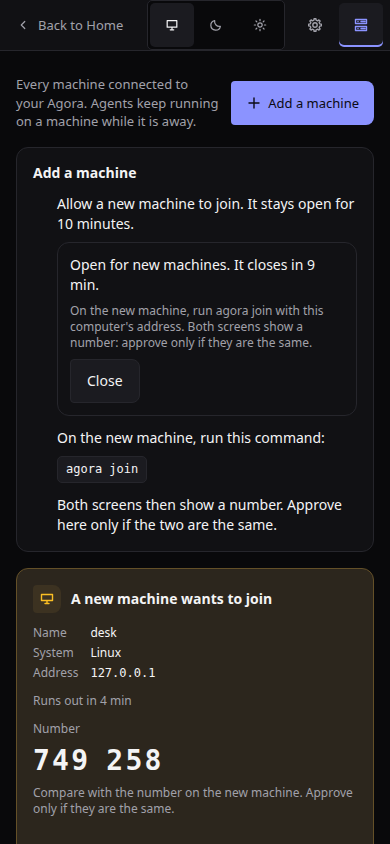 Back to Home
Every machine connected to
your Agora. Agents keep running
on a machine while it is away.
Add a machine
Add a machine
Allow a new machine to join. It stays open for
10 minutes.
Open for new machines. It closes in 9
min.
On the new machine, run agora join with this
computer's address. Both screens show a
number: approve only if they are the same.
Close
On the new machine, run this command:
agora join
Both screens then show a number. Approve
here only if the two are the same.
A new machine wants to join
Name desk
System Linux
Address 127.0.0.1
Runs out in 4 min
Number
749 258
Compare with the number on the new machine. Approve
only if they are the same.